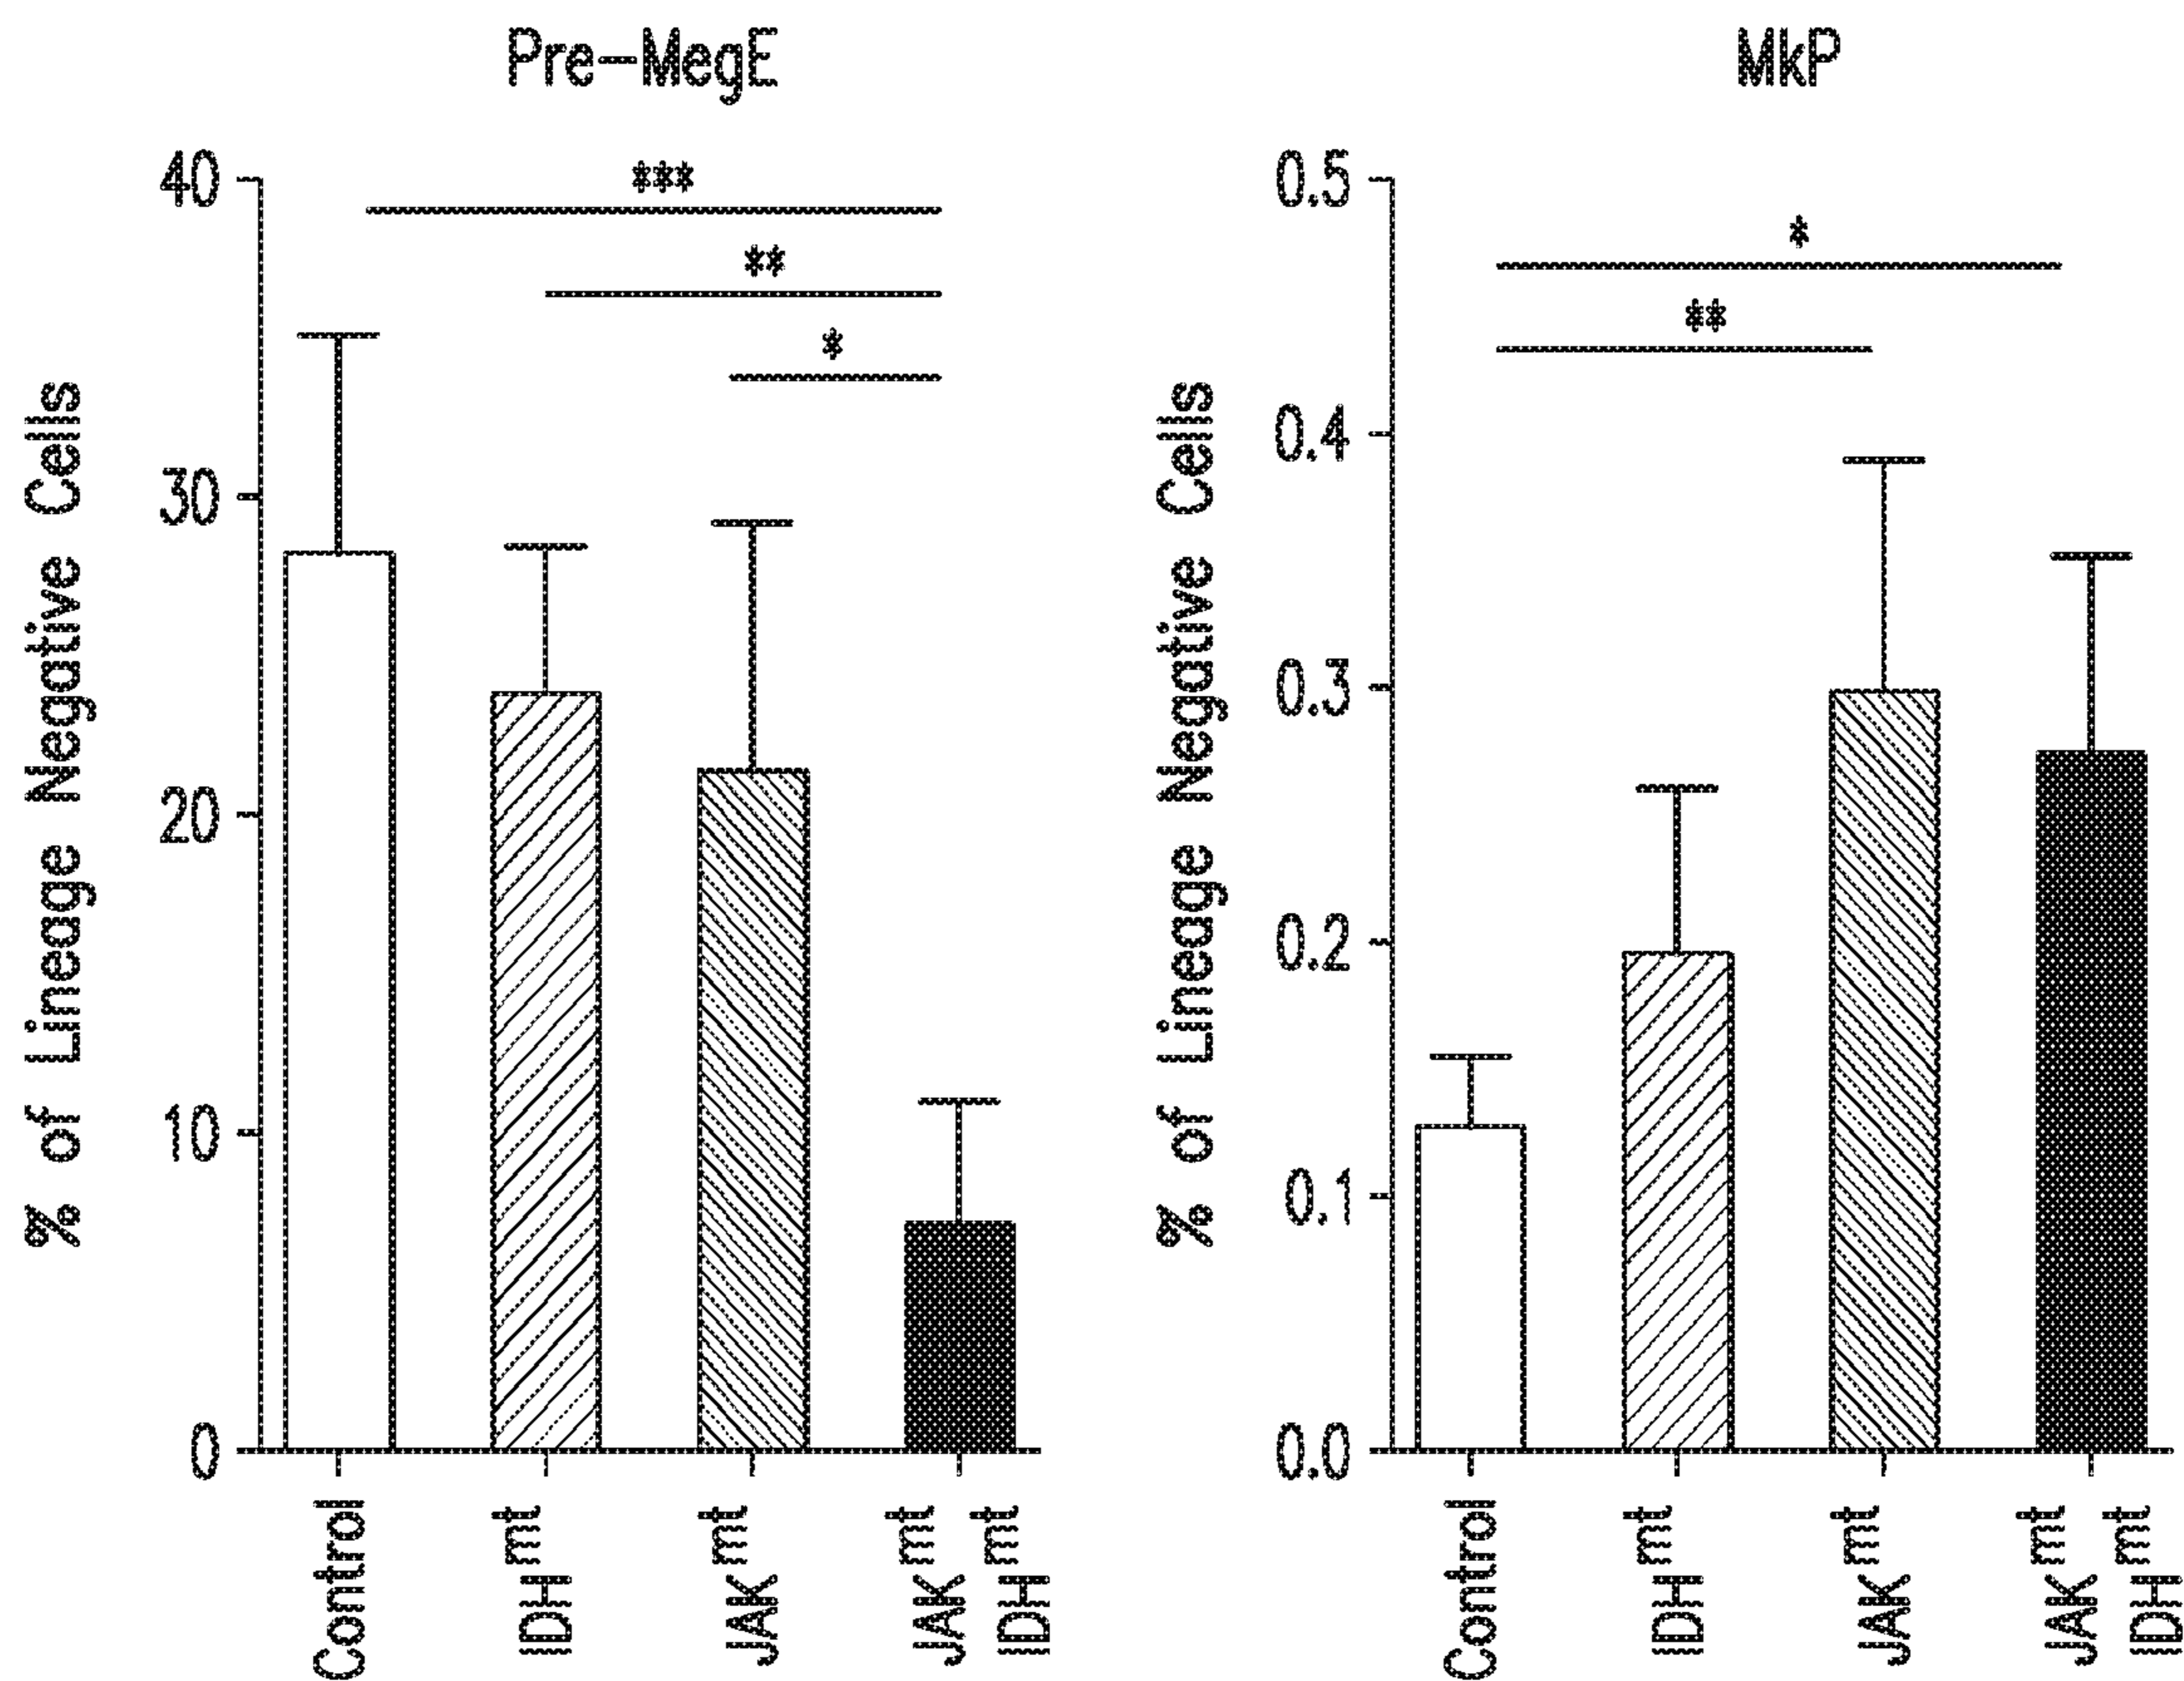 Pre-MegE
% of Lineage Negative Cells
40
30
20
10
0
***
**
*
Control
IDH mt
JAK mt
JAK mt
IDH mt
MkP
% of Lineage Negative Cells
0.5
0.4
0.3
0.2
0.1
0.0
*
**
Control
IDH mt
JAK mt
JAK mt
IDH mt